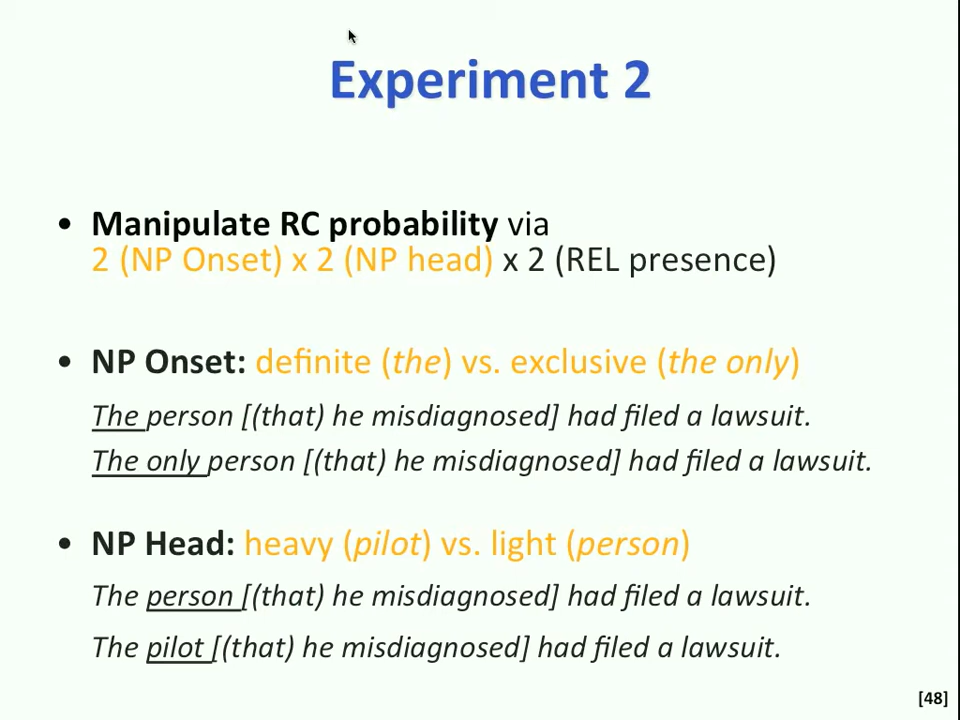 Experiment 2
• Manipulate RC probability via
2 (NP Onset) x 2 (NP head) x 2 (REL presence)
• NP Onset: definite (the) vs. exclusive (the only)
The person [(that) he misdiagnosed] had filed a lawsuit.
The only person [(that) he misdiagnosed] had filed a lawsuit.
• NP Head: heavy (pilot) vs. light (person)
The person [(that) he misdiagnosed] had filed a lawsuit.
The pilot [(that) he misdiagnosed] had filed a lawsuit.
[48]